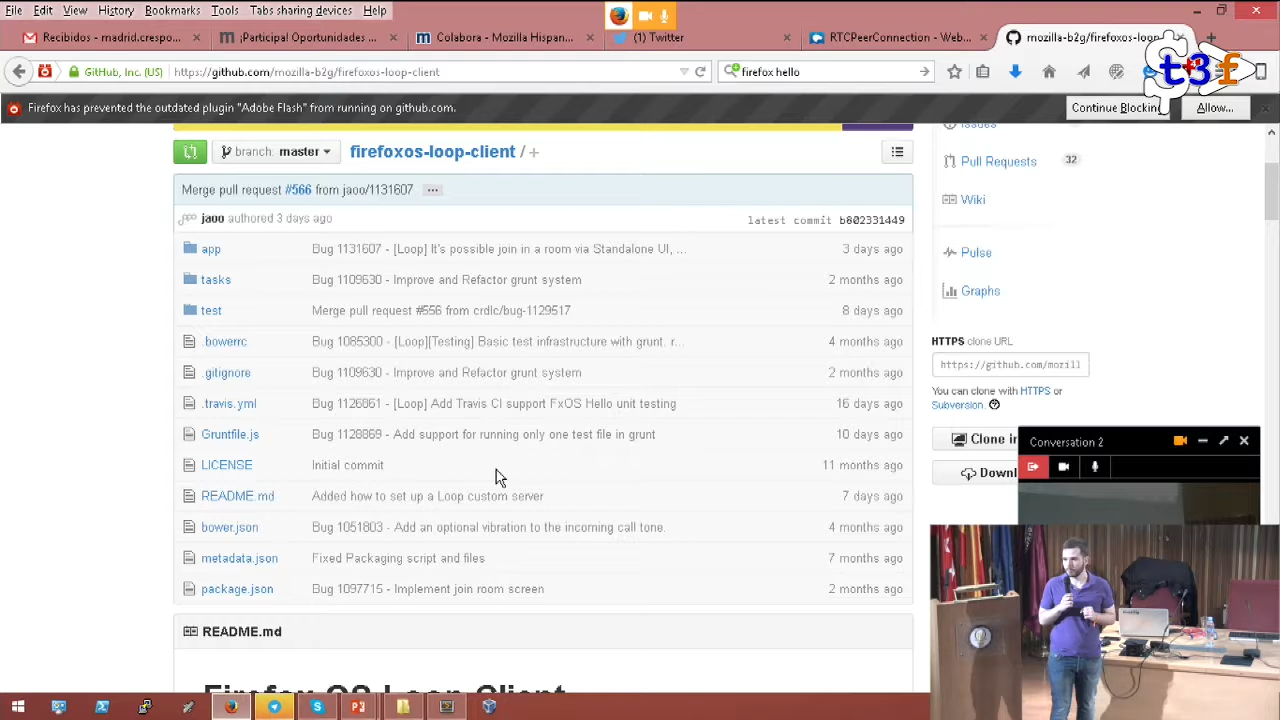 File Edit View History Bookmarks Tools Tabs sharing devices Help
Recibidos - madrid.crespo...
¡Participa! Oportunidades ...
Colabora - Mozilla Hispan...
(1) Twitter
RTCPeerConnection - Web...
mozilla-b2g/firefoxos-loop-
GitHub, Inc. (US) https://github.com/mozilla-b2g/firefoxos-loop-client
firefox hello
t3f
Firefox has prevented the outdated plugin "Adobe Flash" from running on github.com.
Continue Blocking
Allow...
branch: master
firefoxos-loop-client / +
Merge pull request #566 from jaoo/1131607 ...
jaoo authored 3 days ago
latest commit b802331449
app Bug 1131607 - [Loop] It's possible join in a room via Standalone UI, ... 3 days ago
tasks Bug 1109630 - Improve and Refactor grunt system 2 months ago
test Merge pull request #556 from crdlc/bug-1129517 8 days ago
.bowerrc Bug 1085300 - [Loop][Testing] Basic test infrastructure with grunt. r... 4 months ago
.gitignore Bug 1109630 - Improve and Refactor grunt system 2 months ago
.travis.yml Bug 1126861 - [Loop] Add Travis CI support FxOS Hello unit testing 16 days ago
Gruntfile.js Bug 1128869 - Add support for running only one test file in grunt 10 days ago
LICENSE Initial commit 11 months ago
README.md Added how to set up a Loop custom server 7 days ago
bower.json Bug 1051803 - Add an optional vibration to the incoming call tone. 4 months ago
metadata.json Fixed Packaging script and files 7 months ago
package.json Bug 1097715 - Implement join room screen 2 months ago
README.md
Firefox OS Loop Client
Issues
Pull Requests 32
Wiki
Pulse
Graphs
HTTPS clone URL
https://github.com/mozill
You can clone with HTTPS or
Subversion.
Clone in
Downl
Conversation 2